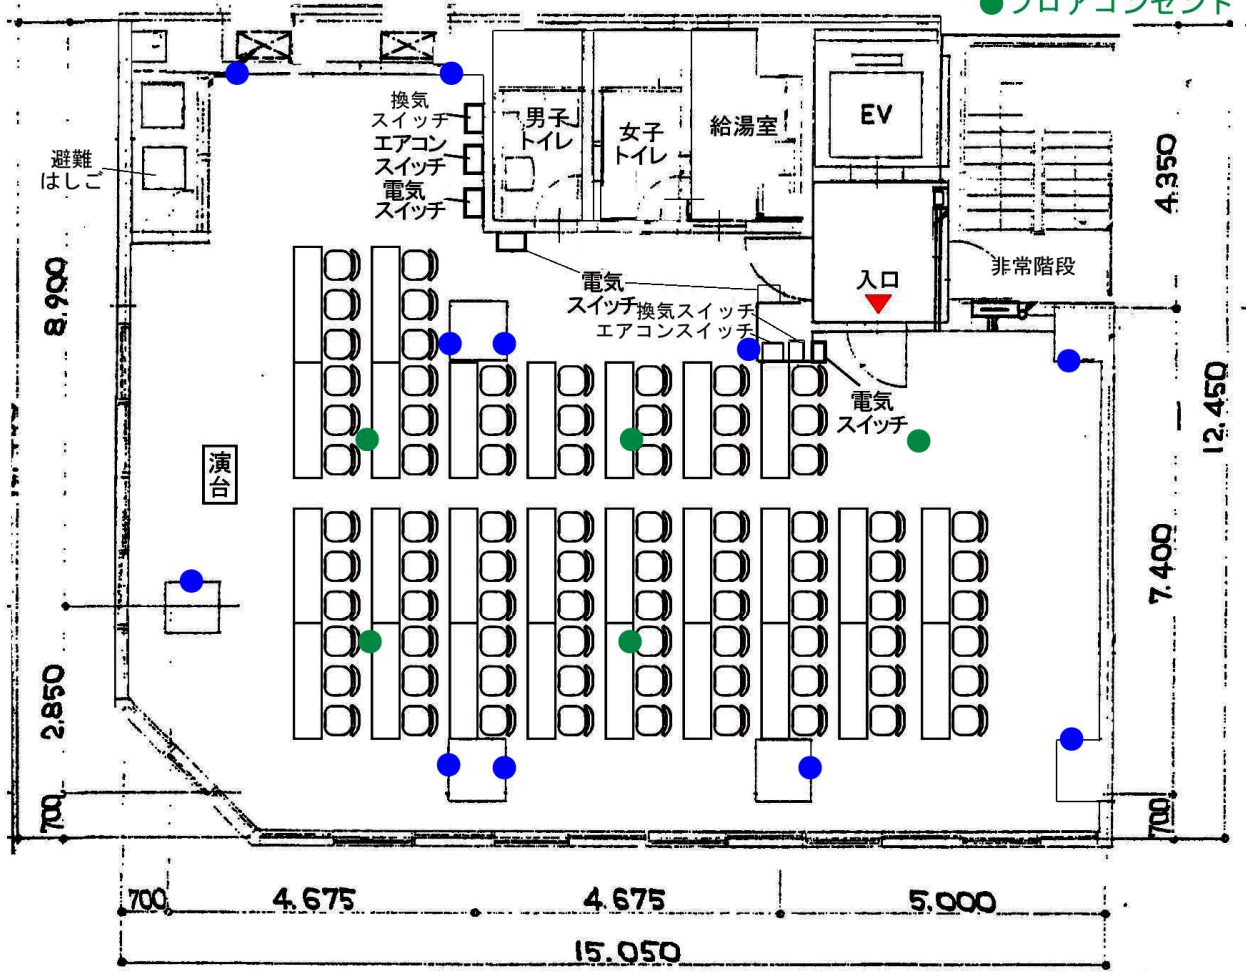 ●フロアコンセント
換気
スイッチ
エアコン
スイッチ
電気
スイッチ
男子
トイレ
女子
トイレ
給湯室
EV
避難
はしご
4.350
8.900
電気
スイッチ
換気スイッチ
エアコンスイッチ
入口
非常階段
電気
スイッチ
12.450
演台
7.400
2.850
700
700
700
4.675
4.675
5.000
15.050